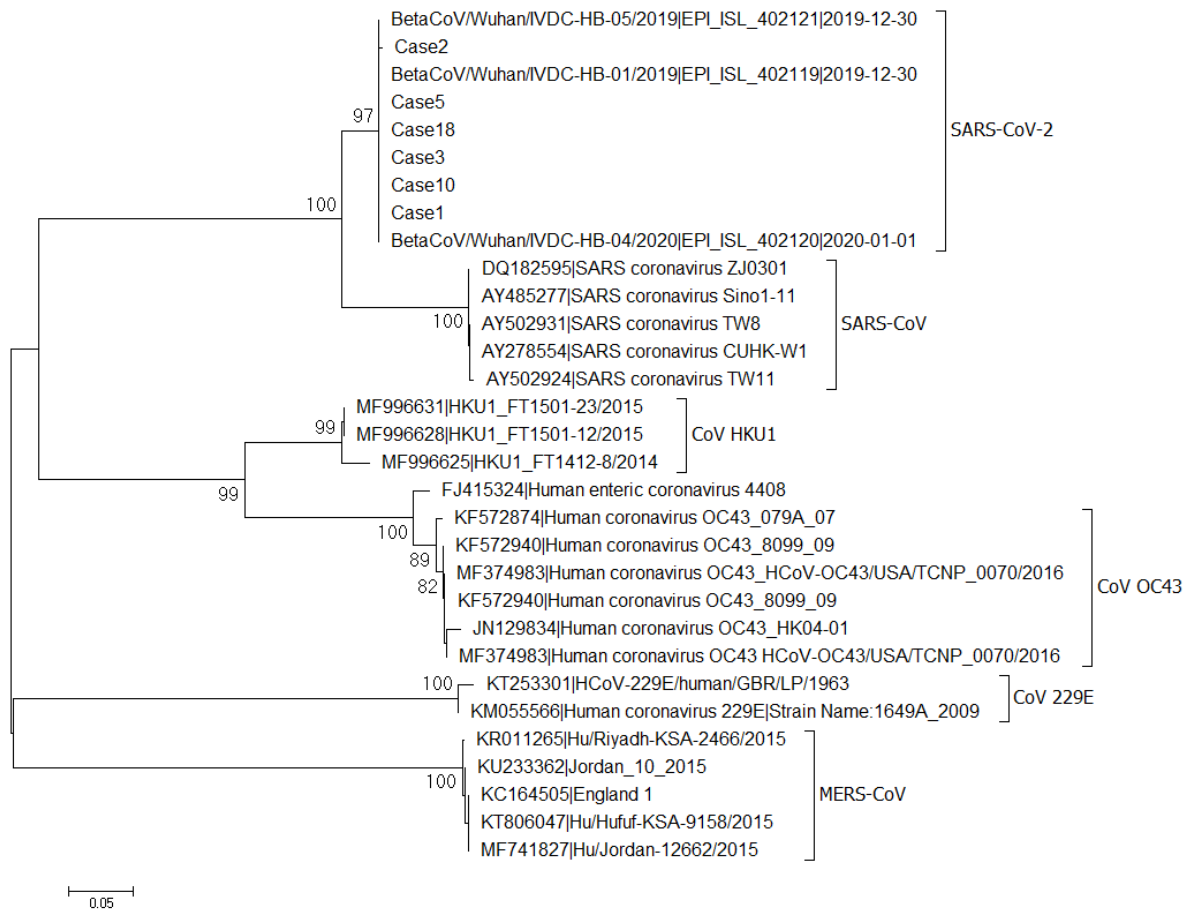 BetaCoV/Wuhan/IVDC-HB-05/2019|EPI_ISL_402121|2019-12-30
Case2
BetaCoV/Wuhan/IVDC-HB-01/2019|EPI_ISL_402119|2019-12-30
Case5
97
Case18
SARS-CoV-2
Case3
Case10
100
Case1
BetaCoV/Wuhan/IVDC-HB-04/2020|EPI_ISL_402120|2020-01-01
DQ182595|SARS coronavirus ZJ0301
AY485277|SARS coronavirus Sino1-11
100
AY502931|SARS coronavirus TW8
SARS-CoV
AY278554|SARS coronavirus CUHK-W1
AY502924|SARS coronavirus TW11
MF996631|HKU1_FT1501-23/2015
99
MF996628|HKU1_FT1501-12/2015
CoV HKU1
MF996625|HKU1_FT1412-8/2014
99
FJ415324|Human enteric coronavirus 4408
KF572874|Human coronavirus OC43_079A_07
100
KF572940|Human coronavirus OC43_8099_09
89
MF374983|Human coronavirus OC43_HCoV-OC43/USA/TCNP_0070/2016
82
CoV OC43
KF572940|Human coronavirus OC43_8099_09
JN129834|Human coronavirus OC43_HK04-01
MF374983|Human coronavirus OC43 HCoV-OC43/USA/TCNP_0070/2016
100
KT253301|HCoV-229E/human/GBR/LP/1963
CoV 229E
KM055566|Human coronavirus 229E|Strain Name:1649A_2009
KR011265|Hu/Riyadh-KSA-2466/2015
KU233362|Jordan_10_2015
100
KC164505|England 1
MERS-CoV
KT806047|Hu/Hufuf-KSA-9158/2015
MF741827|Hu/Jordan-12662/2015
0.05